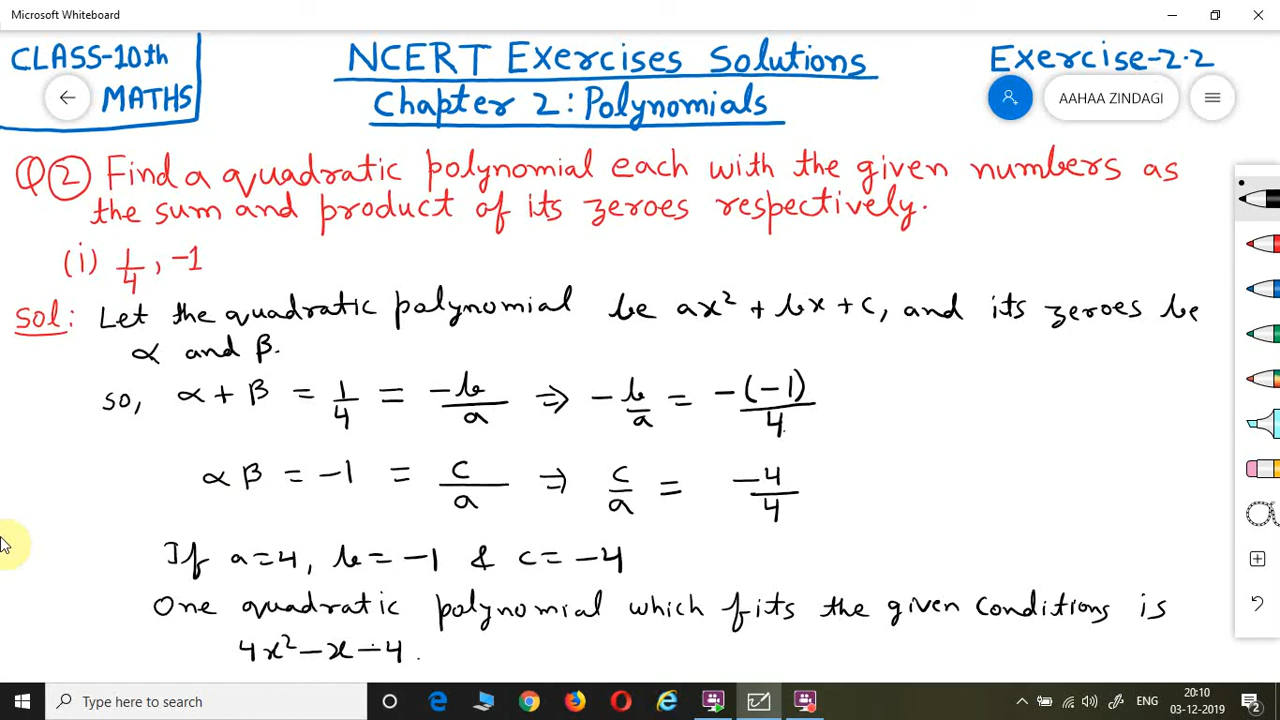 Microsoft Whiteboard
CLASS-10th
MATHS
NCERT Exercises Solutions
Chapter 2: Polynomials
Exercise-2.2
AAHAA ZINDAGI
Q2 Find a quadratic polynomial each with the given numbers as
the sum and product of its zeroes respectively.
(i) 1/4, -1
Sol: Let the quadratic polynomial be ax² + bx + c, and its zeroes be
α and β.
so, α + β = 1/4 = -b/a ⇒ -b/a = -(-1)/4
α β = -1 = c/a ⇒ c/a = -4/4
If a=4, b= -1 & c= -4
One quadratic polynomial which fits the given conditions is
4x² - x - 4.
Type here to search
ENG
20:10
03-12-2019
2